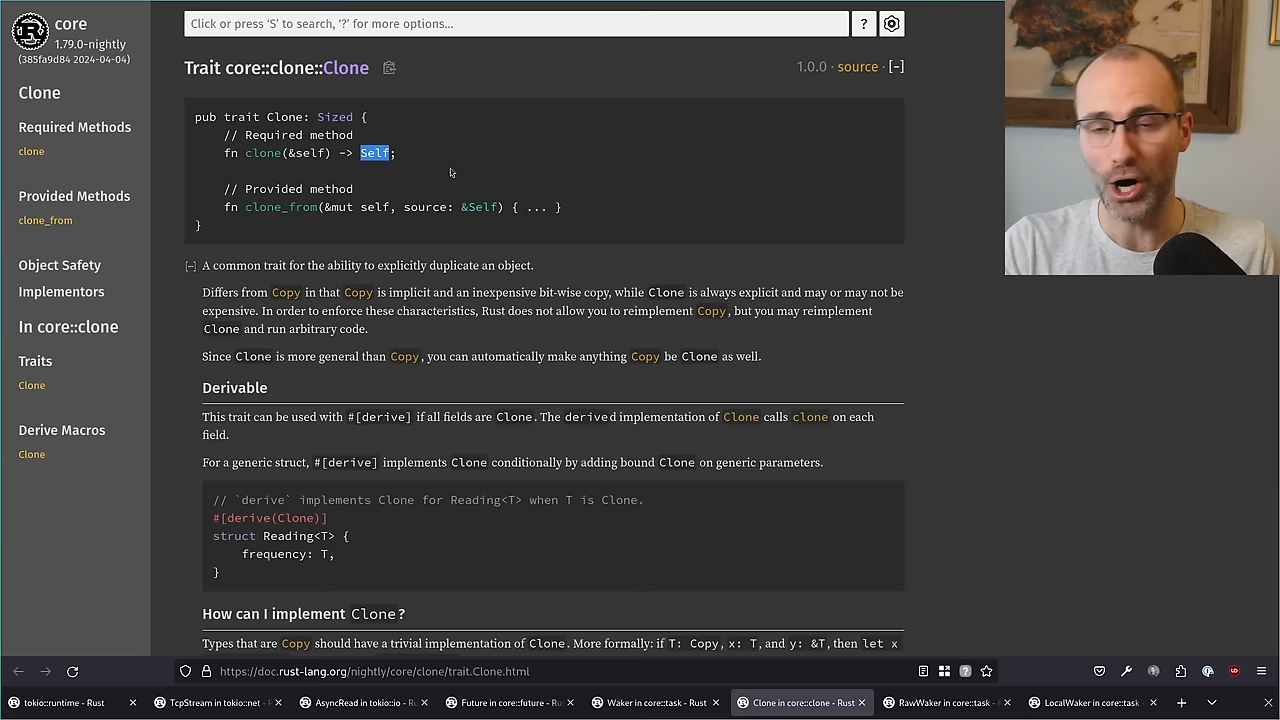 core
1.79.0-nightly
(385fa9d84 2024-04-04)
Clone
Required Methods
clone
Provided Methods
clone_from
Object Safety
Implementors
In core::clone
Traits
Clone
Derive Macros
Clone
Click or press ‘S’ to search, ‘?’ for more options…
?
Trait core::clone::Clone
1.0.0 · source · [−]
pub trait Clone: Sized {
// Required method
fn clone(&self) -> Self;
// Provided method
fn clone_from(&mut self, source: &Self) { ... }
}
[−] A common trait for the ability to explicitly duplicate an object.
Differs from Copy in that Copy is implicit and an inexpensive bit-wise copy, while Clone is always explicit and may or may not be
expensive. In order to enforce these characteristics, Rust does not allow you to reimplement Copy, but you may reimplement
Clone and run arbitrary code.
Since Clone is more general than Copy, you can automatically make anything Copy be Clone as well.
Derivable
This trait can be used with #[derive] if all fields are Clone. The derived implementation of Clone calls clone on each
field.
For a generic struct, #[derive] implements Clone conditionally by adding bound Clone on generic parameters.
// `derive` implements Clone for Reading<T> when T is Clone.
#[derive(Clone)]
struct Reading<T> {
frequency: T,
}
How can I implement Clone?
Types that are Copy should have a trivial implementation of Clone. More formally: if T: Copy, x: T, and y: &T, then let x
https://doc.rust-lang.org/nightly/core/clone/trait.Clone.html
tokio::runtime - Rust
TcpStream in tokio::net - R
AsyncRead in tokio::io - Ru
Future in core::future - Rus
Waker in core::task - Rust
Clone in core::clone - Rust
RawWaker in core::task - R
LocalWaker in core::task -